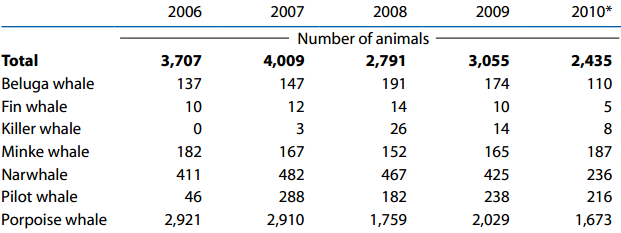 2006 2007 2008 2009 2010*
Number of animals
Total 3,707 4,009 2,791 3,055 2,435
Beluga whale 137 147 191 174 110
Fin whale 10 12 14 10 5
Killer whale 0 3 26 14 8
Minke whale 182 167 152 165 187
Narwhale 411 482 467 425 236
Pilot whale 46 288 182 238 216
Porpoise whale 2,921 2,910 1,759 2,029 1,673